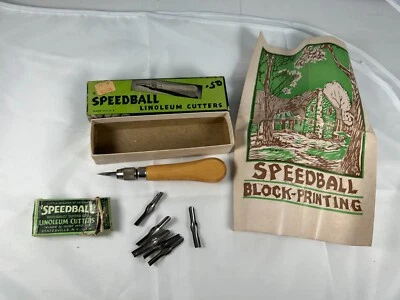 .50
SPEEDBALL
LINOLEUM CUTTERS
SPEEDBALL
BLOCK-PRINTING
SPEEDBALL
LINOLEUM CUTTERS